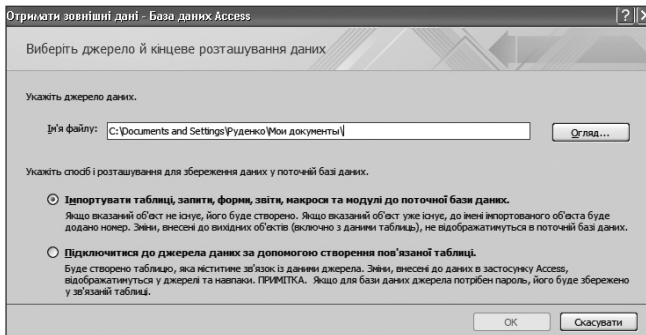 Отримати зовнішні дані - База даних Access
Виберіть джерело й кінцеве розташування даних
Укажіть джерело даних.
Ім'я файлу: C:\Documents and Settings\Руденко\Мои документы\ Огляд...
Укажіть спосіб і розташування для збереження даних у поточній базі даних.
Імпортувати таблиці, запити, форми, звіти, макроси та модулі до поточної бази даних.
Якщо вказаний об'єкт не існує, його буде створено. Якщо вказаний об'єкт уже існує, до імені імпортованого об'єкта буде
додано номер. Зміни, внесені до вихідних об'єктів (включно з даними таблиць), не відображатимуться в поточній базі даних.
Підключитися до джерела даних за допомогою створення пов'язаної таблиці.
Буде створено таблицю, яка міститиме зв'язок із даними джерела. Зміни, внесені до даних в застосунку Access,
відображатимуться у джерелі та навпаки. ПРИМІТКА. Якщо для бази даних джерела потрібен пароль, його буде збережено
у зв'язаній таблиці.
ОК Скасувати